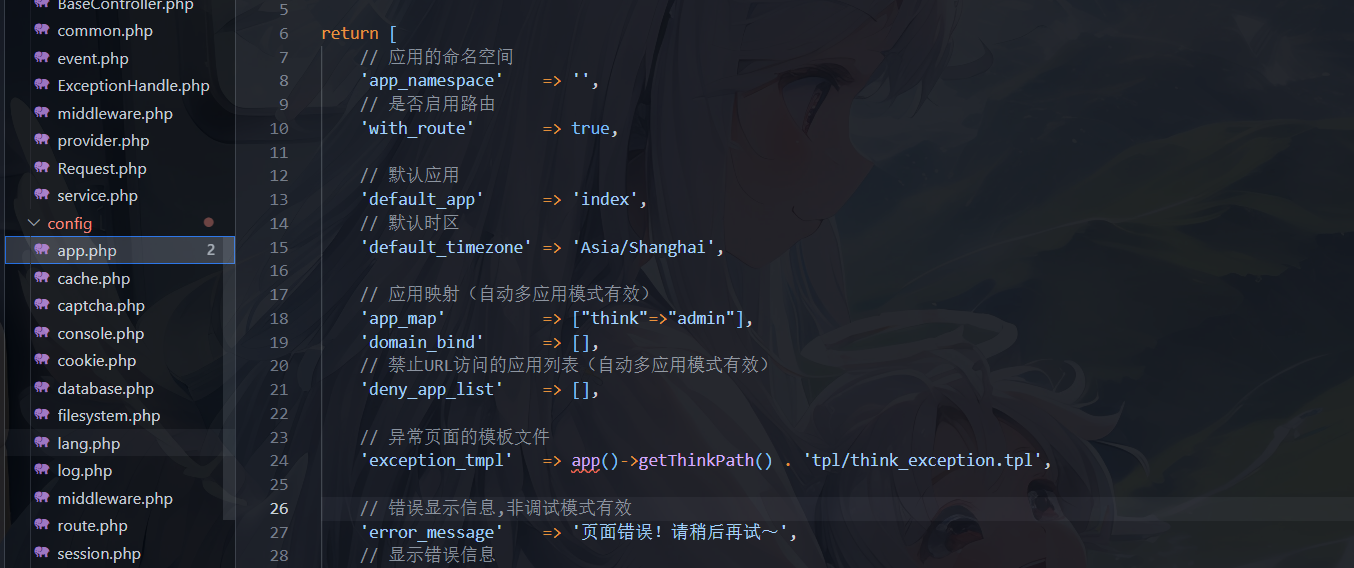 BaseController.php
common.php
event.php
ExceptionHandle.php
middleware.php
provider.php
Request.php
service.php
config
app.php 2
cache.php
captcha.php
console.php
cookie.php
database.php
filesystem.php
lang.php
log.php
middleware.php
route.php
session.php
5
6 return [
7 // 应用的命名空间
8 'app_namespace' => '',
9 // 是否启用路由
10 'with_route' => true,
11
12 // 默认应用
13 'default_app' => 'index',
14 // 默认时区
15 'default_timezone' => 'Asia/Shanghai',
16
17 // 应用映射（自动多应用模式有效）
18 'app_map' => ["think"=>"admin"],
19 'domain_bind' => [],
20 // 禁止URL访问的应用列表（自动多应用模式有效）
21 'deny_app_list' => [],
22
23 // 异常页面的模板文件
24 'exception_tmpl' => app()->getThinkPath() . 'tpl/think_exception.tpl',
25
26 // 错误显示信息,非调试模式有效
27 'error_message' => '页面错误！请稍后再试～',
28 // 显示错误信息